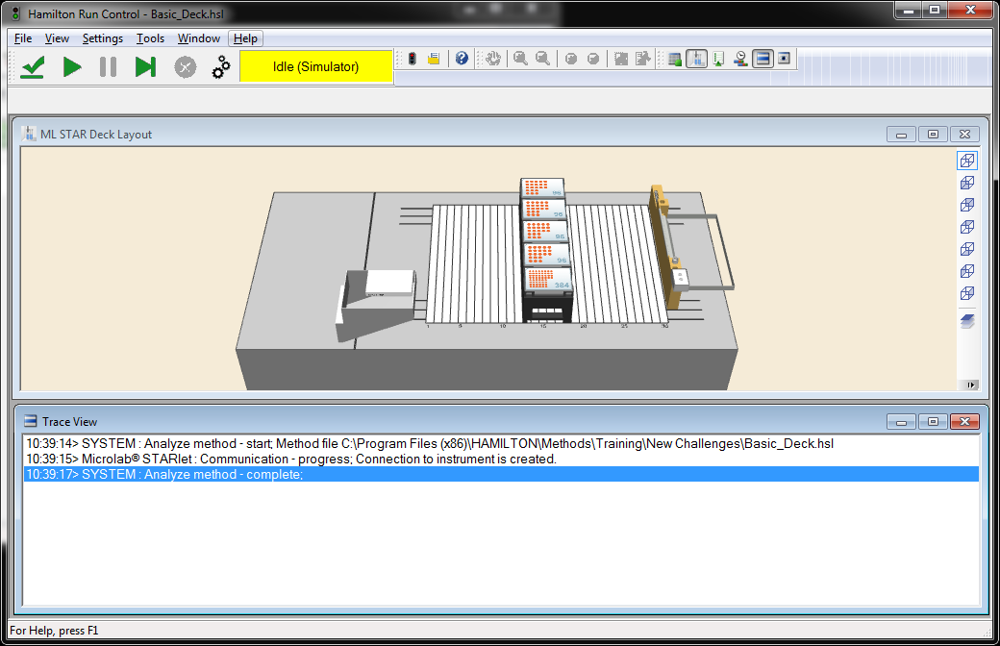 Hamilton Run Control - Basic_Deck.hsl
File View Settings Tools Window Help
Idle (Simulator)
ML STAR Deck Layout
96
96
96
96
384
1 5 10 15 20 25 30
Trace View
10:39:14> SYSTEM : Analyze method - start; Method file C:\Program Files (x86)\HAMILTON\Methods\Training\New Challenges\Basic_Deck.hsl
10:39:15> Microlab® STARlet : Communication - progress; Connection to instrument is created.
10:39:17> SYSTEM : Analyze method - complete;
For Help, press F1